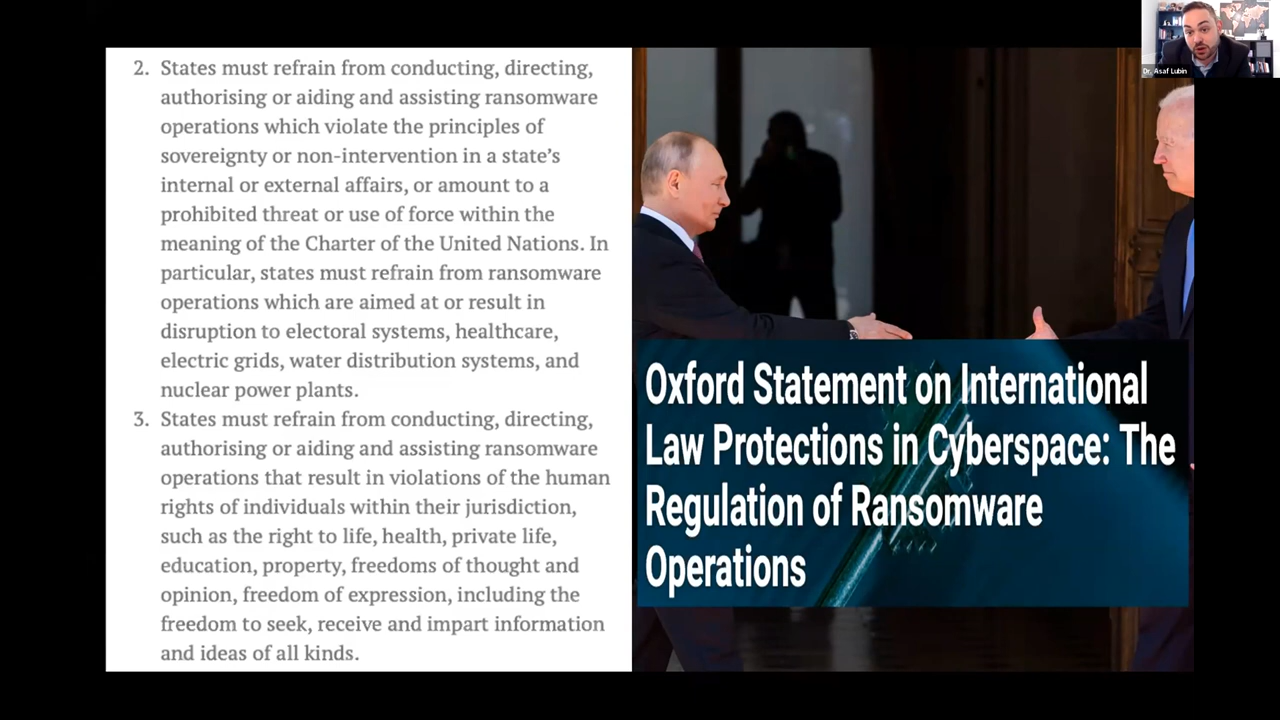 Dr. Asaf Lubin
2. States must refrain from conducting, directing,
authorising or aiding and assisting ransomware
operations which violate the principles of
sovereignty or non-intervention in a state’s
internal or external affairs, or amount to a
prohibited threat or use of force within the
meaning of the Charter of the United Nations. In
particular, states must refrain from ransomware
operations which are aimed at or result in
disruption to electoral systems, healthcare,
electric grids, water distribution systems, and
nuclear power plants.
3. States must refrain from conducting, directing,
authorising or aiding and assisting ransomware
operations that result in violations of the human
rights of individuals within their jurisdiction,
such as the right to life, health, private life,
education, property, freedoms of thought and
opinion, freedom of expression, including the
freedom to seek, receive and impart information
and ideas of all kinds.
Oxford Statement on International
Law Protections in Cyberspace: The
Regulation of Ransomware
Operations